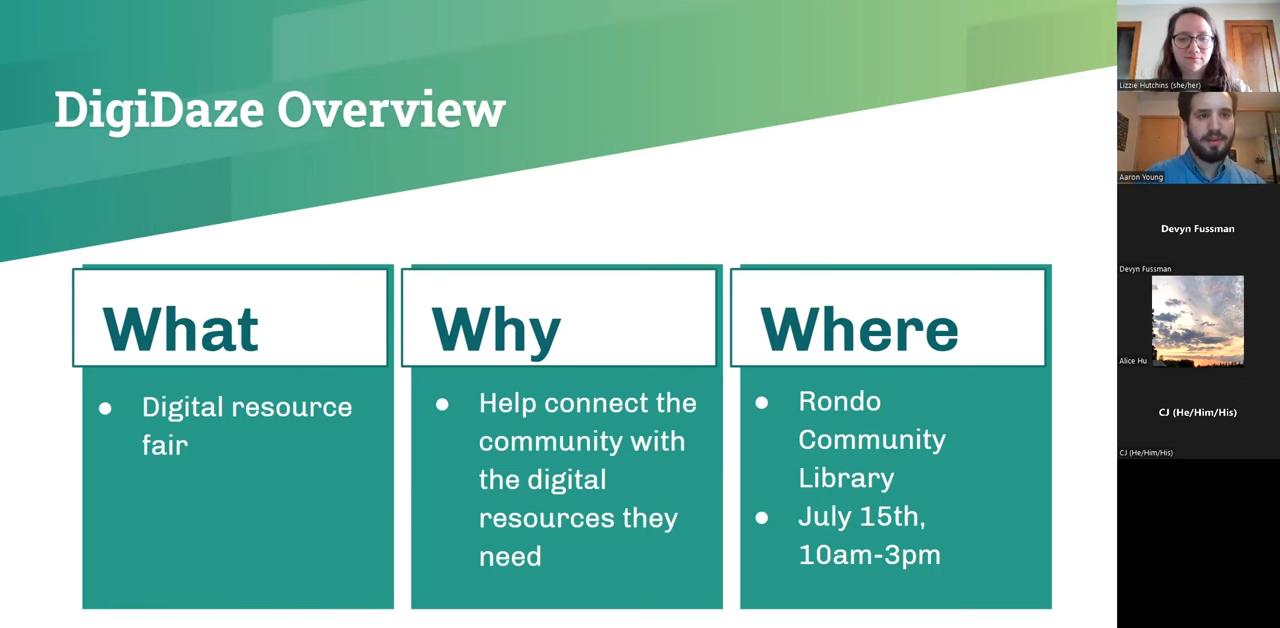 DigiDaze Overview
What
Digital resource
fair
Why
Help connect the
community with
the digital
resources they
need
Where
Rondo
Community
Library
July 15th,
10am-3pm
Lizzie Hutchins (she/her)
Aaron Young
Devyn Fussman
Devyn Fussman
Alice Hu
CJ (He/Him/His)
CJ (He/Him/His)